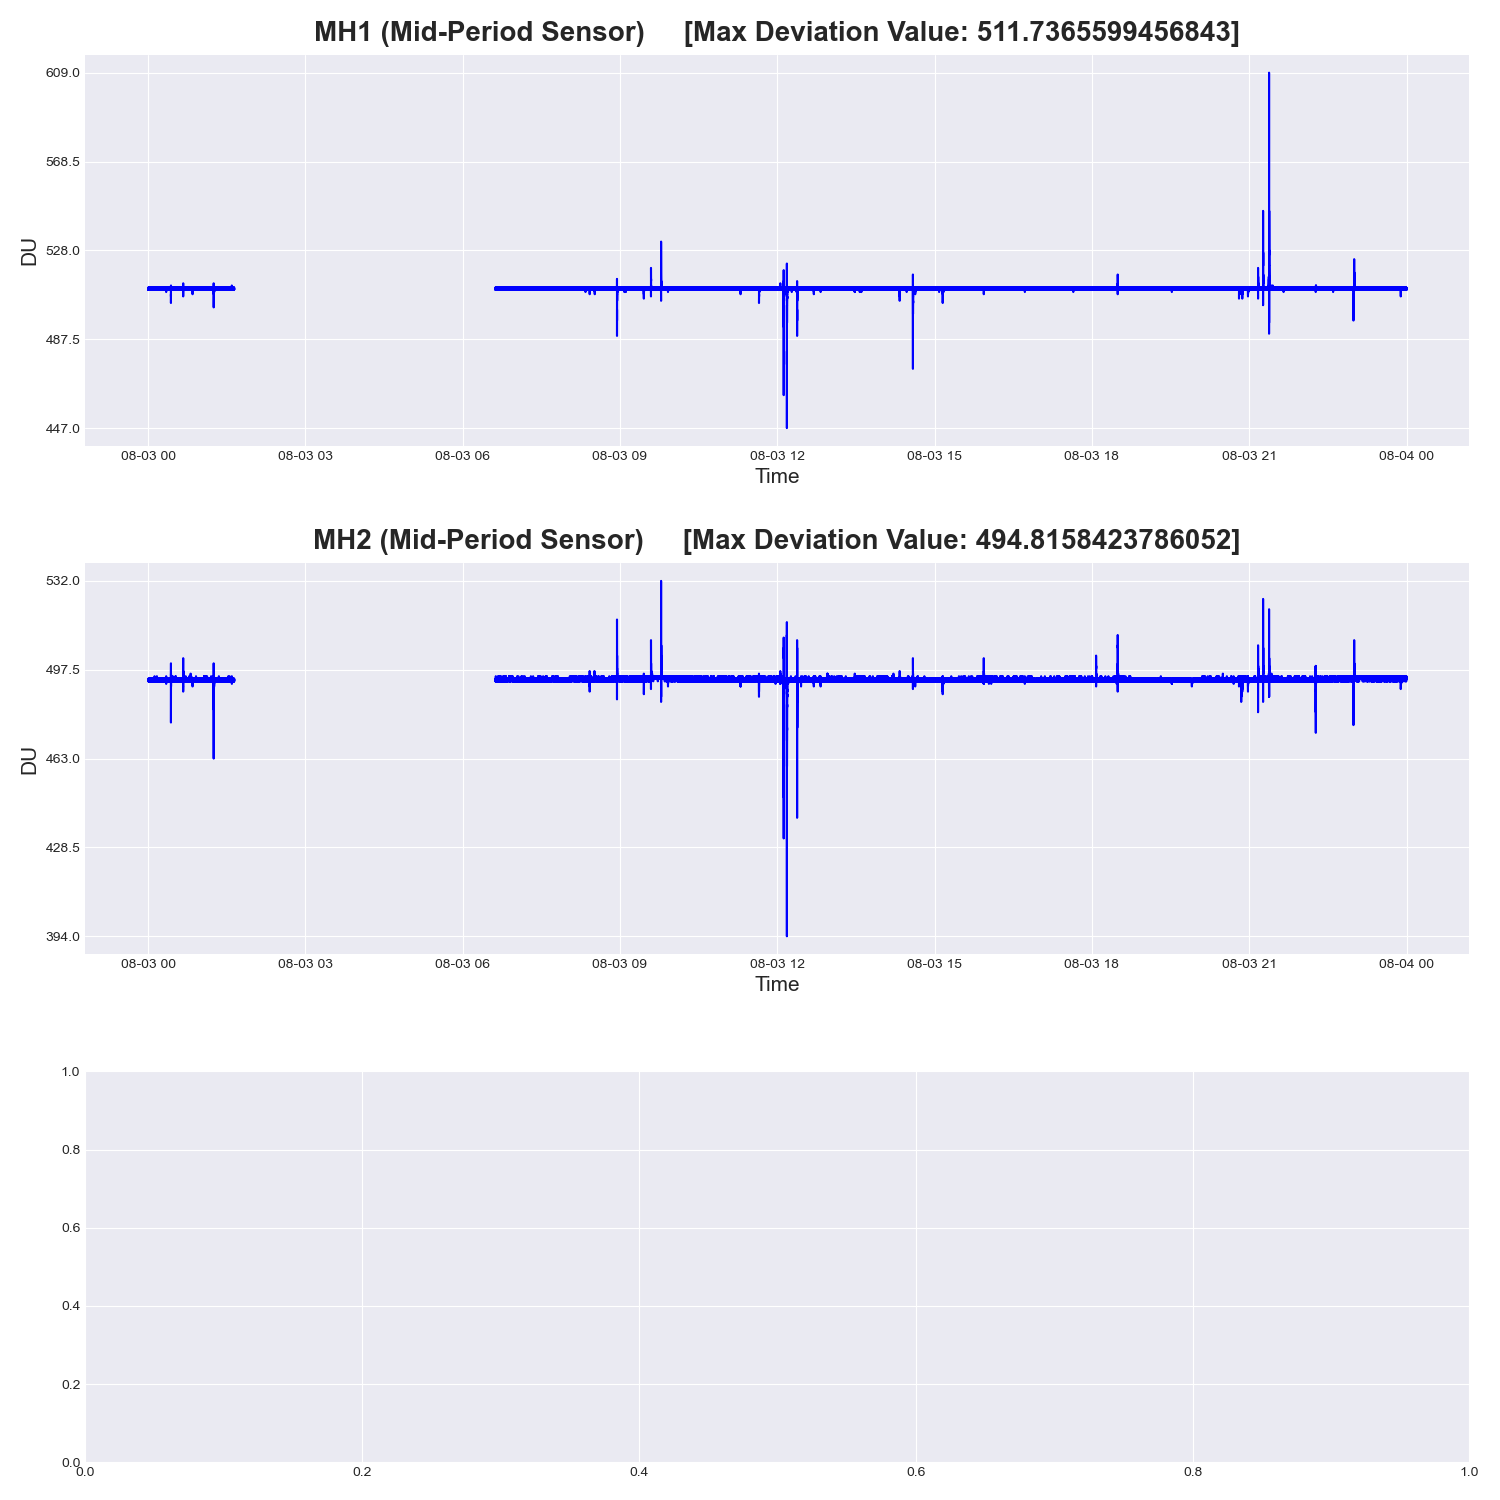 MH1 (Mid-Period Sensor) [Max Deviation Value: 511.7365599456843]
609.0
568.5
528.0
487.5
447.0
DU
08-03 00 08-03 03 08-03 06 08-03 09 08-03 12 08-03 15 08-03 18 08-03 21 08-04 00
Time
MH2 (Mid-Period Sensor) [Max Deviation Value: 494.8158423786052]
532.0
497.5
463.0
428.5
394.0
DU
08-03 00 08-03 03 08-03 06 08-03 09 08-03 12 08-03 15 08-03 18 08-03 21 08-04 00
Time
1.0
0.8
0.6
0.4
0.2
0.0
0.0 0.2 0.4 0.6 0.8 1.0